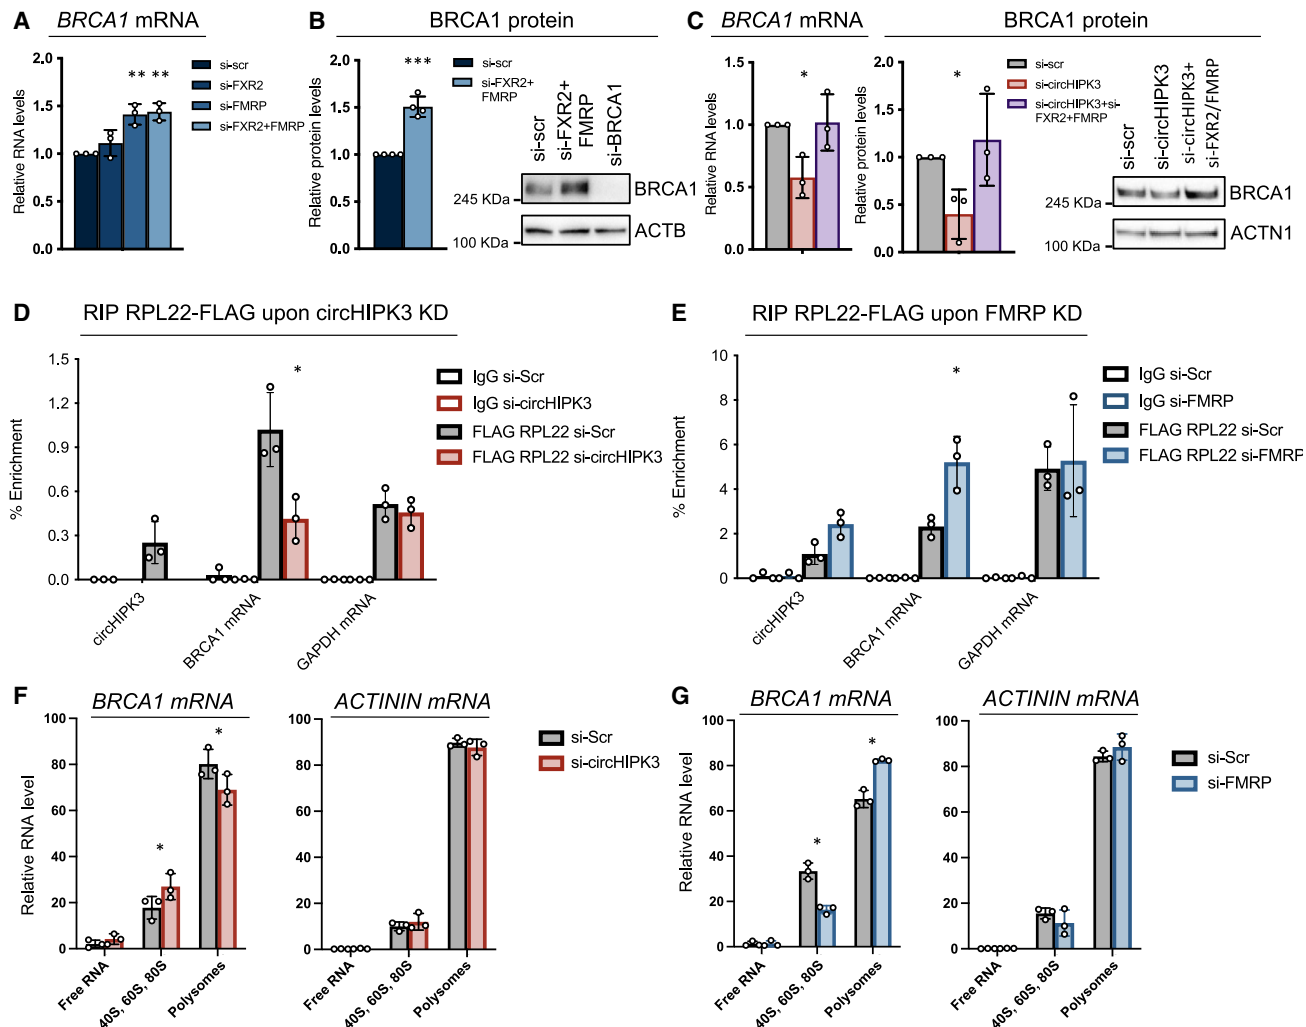 A
BRCA1 mRNA
2.0
1.5
1.0
0.5
0.0
Relative RNA levels
** **
si-scr
si-FXR2
si-FMRP
si-FXR2+FMRP
B
BRCA1 protein
2.0
1.5
1.0
0.5
0.0
Relative protein levels
***
si-scr
si-FXR2+
FMRP
si-scr
si-FXR2+
FMRP
si-BRCA1
BRCA1
245 KDa
ACTB
100 KDa
C
BRCA1 mRNA
1.5
1.0
0.5
0.0
Relative RNA levels
*
BRCA1 protein
2.0
1.5
1.0
0.5
0.0
Relative protein levels
*
si-scr
si-circHIPK3
si-circHIPK3+si-
FXR2+FMRP
si-scr
si-circHIPK3
si-circHIPK3+
si-FXR2/FMRP
BRCA1
245 KDa
ACTN1
100 KDa
D
RIP RPL22-FLAG upon circHIPK3 KD
1.5
1.2
0.9
0.6
0.3
0.0
% Enrichment
*
circHIPK3
BRCA1 mRNA
GAPDH mRNA
IgG si-Scr
IgG si-circHIPK3
FLAG RPL22 si-Scr
FLAG RPL22 si-circHIPK3
E
RIP RPL22-FLAG upon FMRP KD
10
8
6
4
2
0
% Enrichment
*
circHIPK3
BRCA1 mRNA
GAPDH mRNA
IgG si-Scr
IgG si-FMRP
FLAG RPL22 si-Scr
FLAG RPL22 si-FMRP
F
BRCA1 mRNA
100
80
60
40
20
0
Relative RNA level
*
*
Free RNA
40S, 60S, 80S
Polysomes
ACTININ mRNA
100
80
60
40
20
0
Free RNA
40S, 60S, 80S
Polysomes
si-Scr
si-circHIPK3
G
BRCA1 mRNA
100
80
60
40
20
0
Relative RNA level
*
*
Free RNA
40S, 60S, 80S
Polysomes
ACTININ mRNA
100
80
60
40
20
0
Free RNA
40S, 60S, 80S
Polysomes
si-Scr
si-FMRP